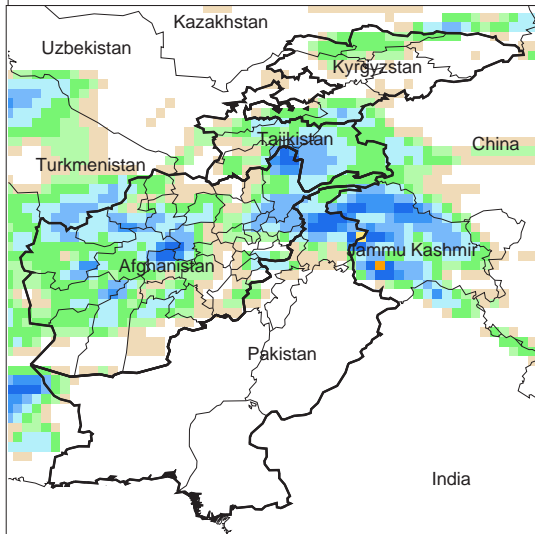 Kazakhstan
Uzbekistan
Kyrgyzstan
Tajikistan
China
Turkmenistan
Jammu Kashmir
Afghanistan
Pakistan
India